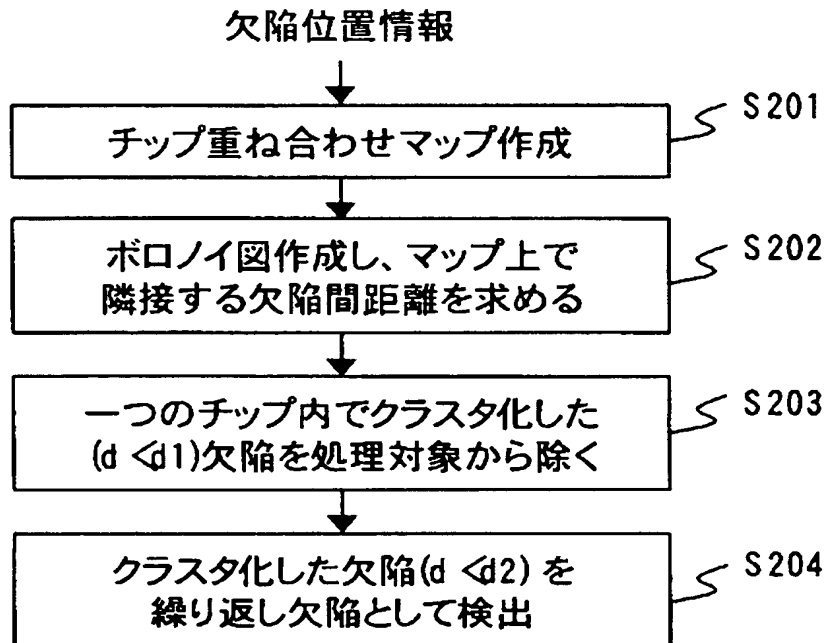 欠陥位置情報
チップ重ね合わせマップ作成
S201
ボロノイ図作成し、マップ上で
隣接する欠陥間距離を求める
S202
一つのチップ内でクラスタ化した
(d <d1)欠陥を処理対象から除く
S203
クラスタ化した欠陥(d <d2) を
繰り返し欠陥として検出
S204